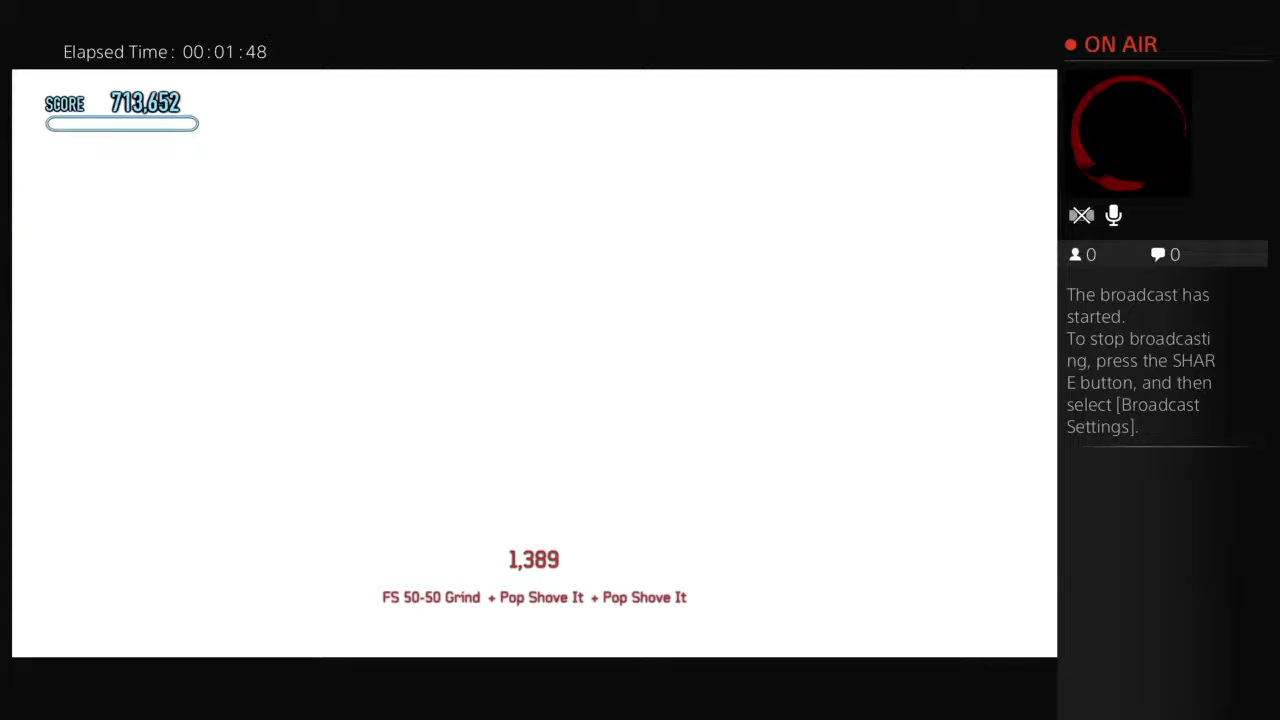 Elapsed Time: 00:01:48
ON AIR
SCORE 713,652
0 0
The broadcast has
started.
To stop broadcasti
ng, press the SHAR
E button, and then
select [Broadcast
Settings].
1,389
FS 50-50 Grind + Pop Shove It + Pop Shove It